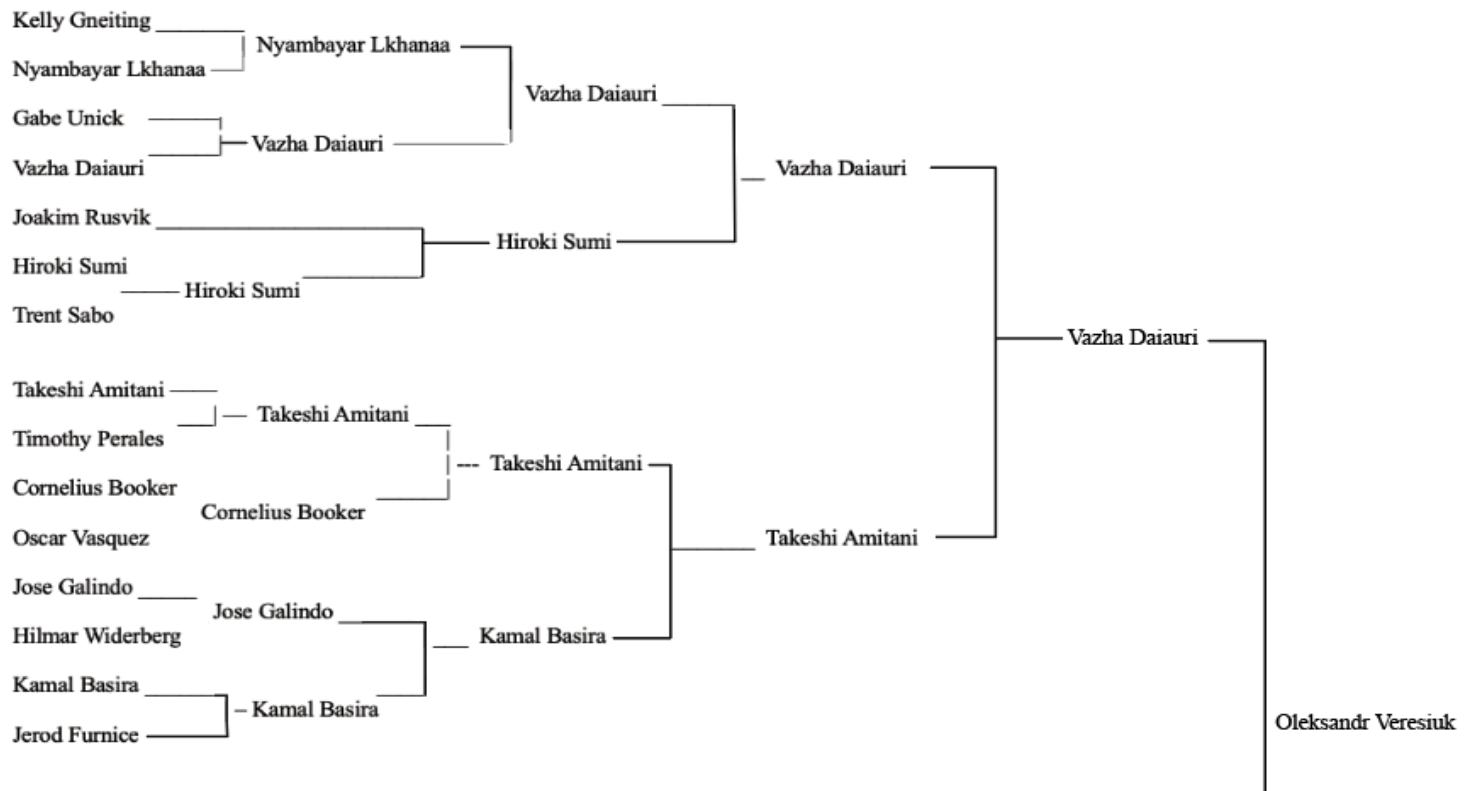 Kelly Gneiting
Nyambayar Lkhanaa
Nyambayar Lkhanaa
Vazha Daiauri
Gabe Unick
Vazha Daiauri
Vazha Daiauri
Vazha Daiauri
Joakim Rusvik
Hiroki Sumi
Hiroki Sumi
Hiroki Sumi
Trent Sabo
Vazha Daiauri
Takeshi Amitani
Takeshi Amitani
Timothy Perales
Takeshi Amitani
Cornelius Booker
Cornelius Booker
Oscar Vasquez
Takeshi Amitani
Jose Galindo
Jose Galindo
Hilmar Widerberg
Kamal Basira
Kamal Basira
Kamal Basira
Jerod Furnice
Oleksandr Veresiuk